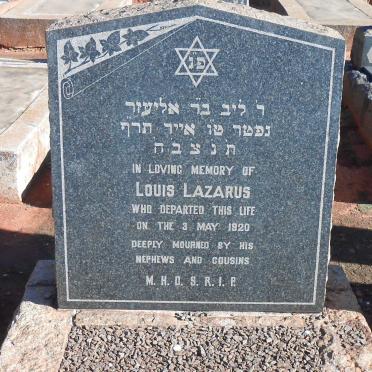 פנ
ר ליב בר אליעזר
נפטר טו אייר תרף
ת נ צ ב ה
IN LOVING MEMORY OF
LOUIS LAZARUS
WHO DEPARTED THIS LIFE
ON THE 3 MAY 1920
DEEPLY MOURNED BY HIS
NEPHEWS AND COUSINS
M. H. D. S. R. I. P.